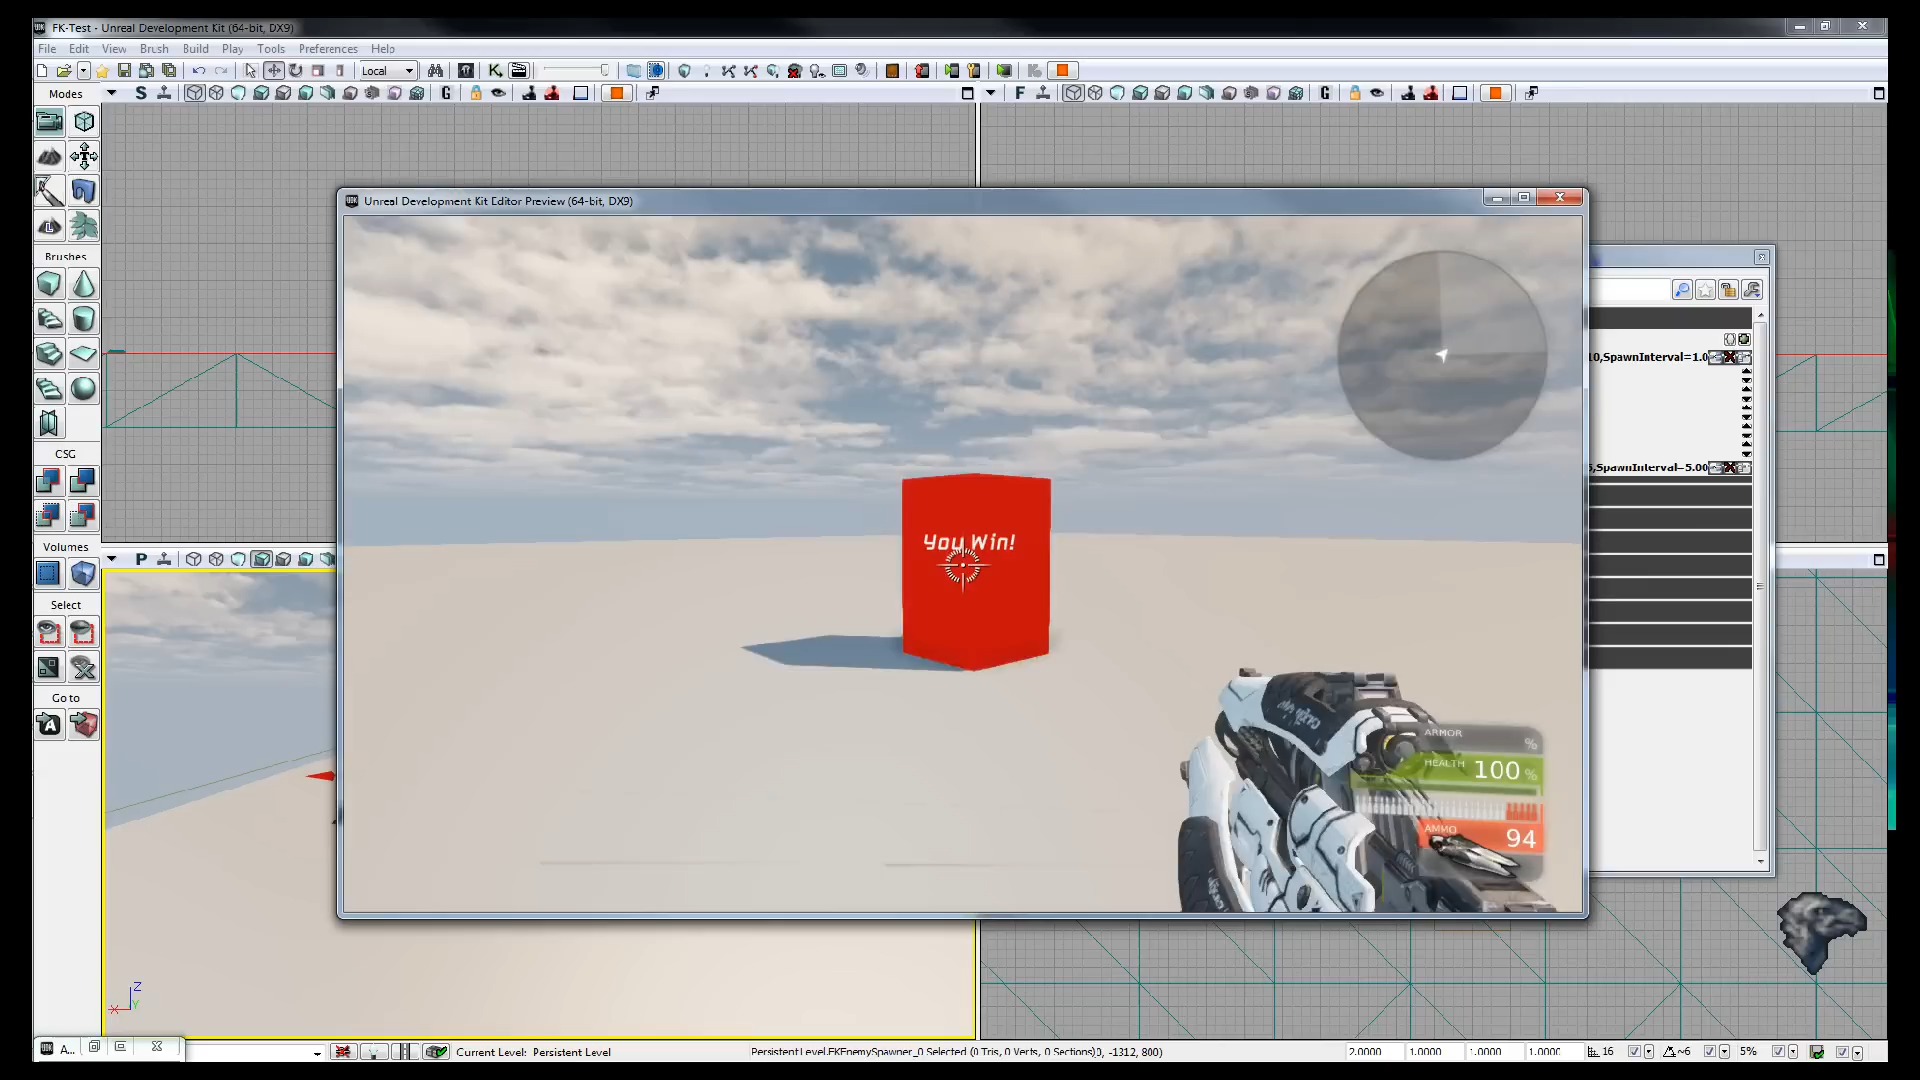 FK-Test - Unreal Development Kit (64-bit, DX9)
File Edit View Brush Build Play Tools Preferences Help
Local
Modes
S
G
F
G
Brushes
CSG
Volumes
P
Select
Go to
Unreal Development Kit Editor Preview (64-bit, DX9)
You Win!
ARMOR %
HEALTH 100 %
AMMO 94
SpawnInterval=1.0
,SpawnInterval=5.00
Z
X Y
A...
Current Level: Persistent Level
PersistentLevel.FKEnemySpawner_0 Selected (0 Tris, 0 Verts, 0 Sections)
-1312, 800)
2.0000 1.0000 1.0000 1.0000
16
~6
5%